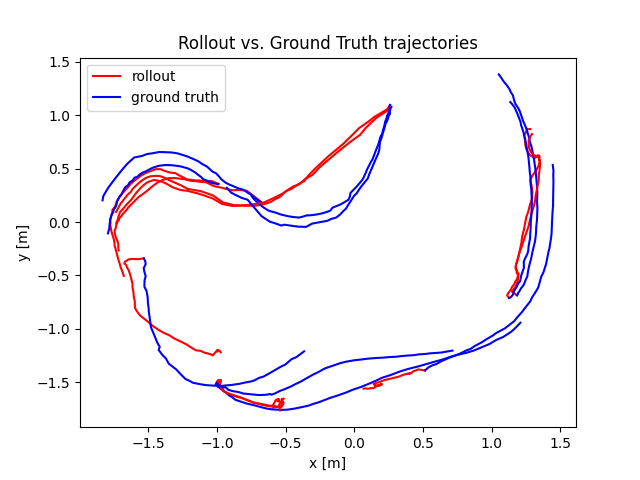 Rollout vs. Ground Truth trajectories
rollout
ground truth
1.5
1.0
0.5
0.0
−0.5
−1.0
−1.5
y [m]
−1.5 −1.0 −0.5 0.0 0.5 1.0 1.5
x [m]